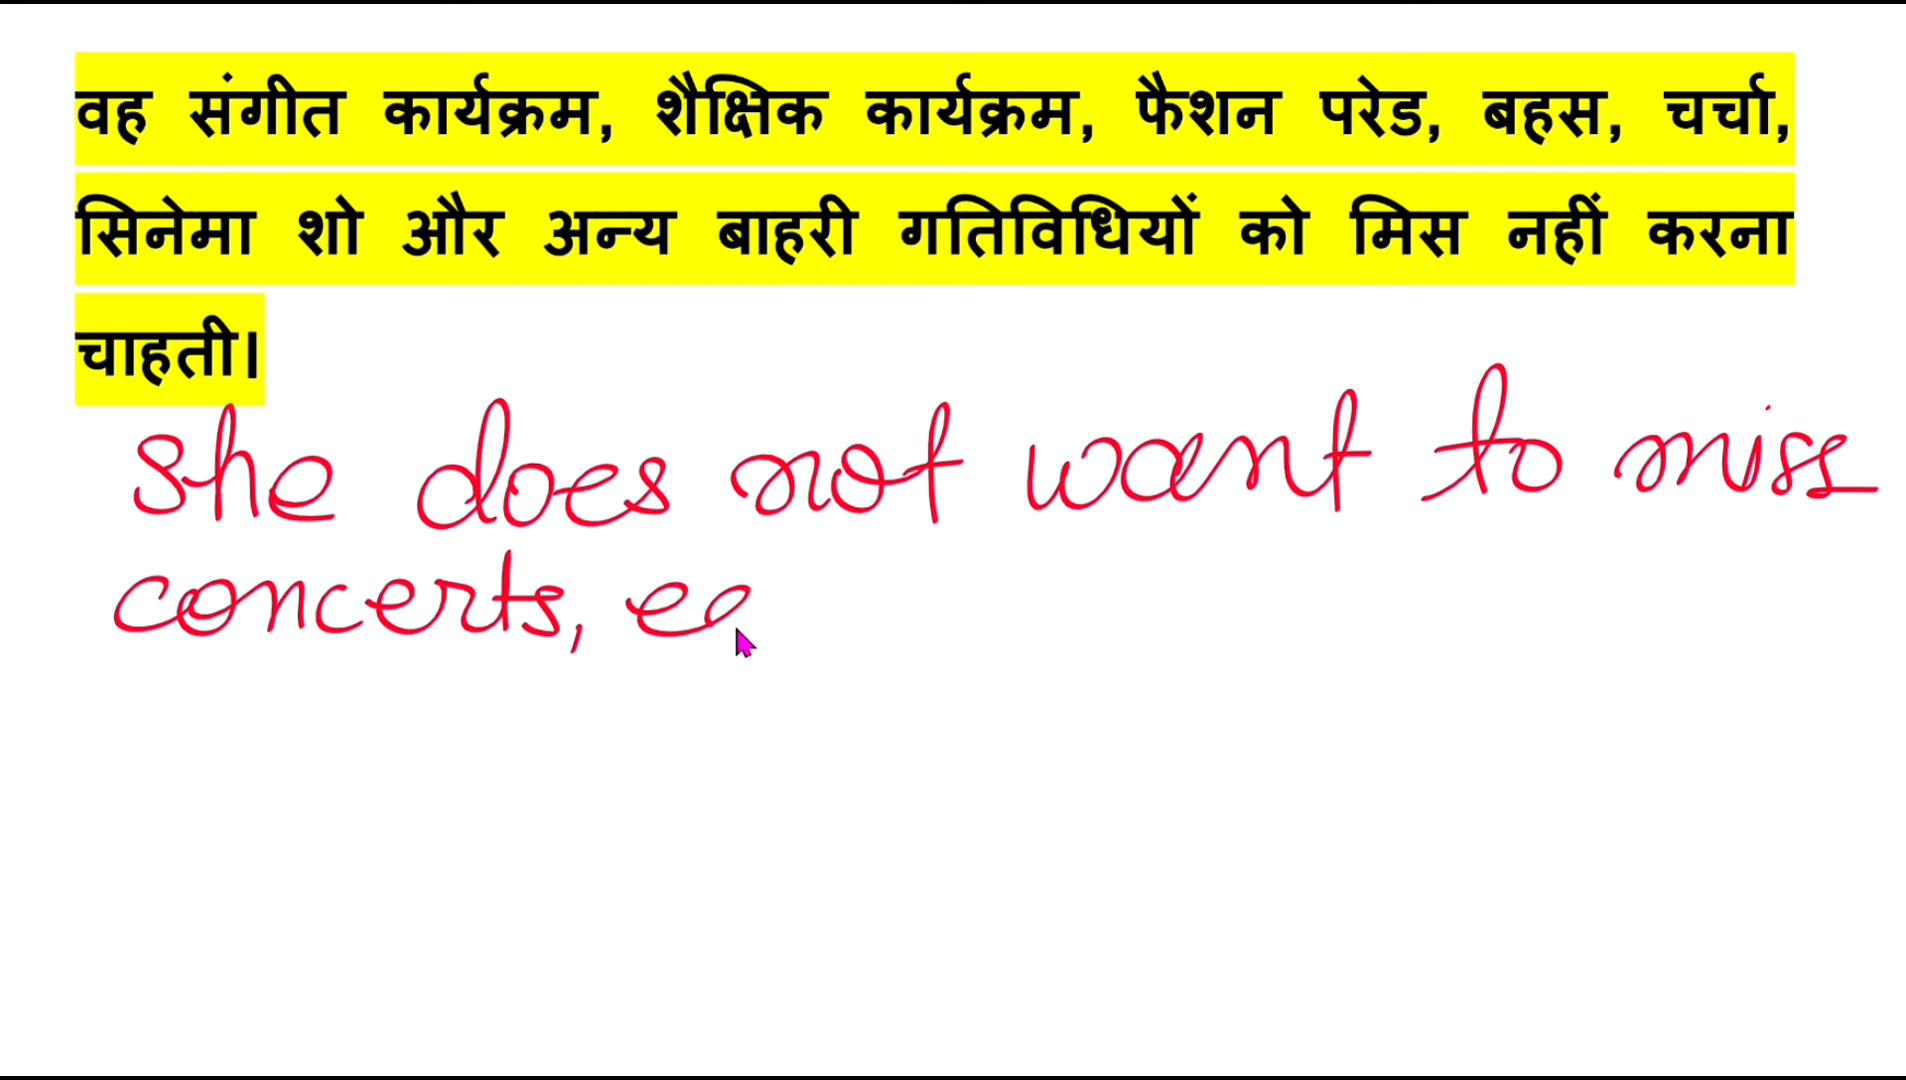 वह संगीत कार्यक्रम, शैक्षिक कार्यक्रम, फैशन परेड, बहस, चर्चा,
सिनेमा शो और अन्य बाहरी गतिविधियों को मिस नहीं करना
चाहती।
She does not want to miss
concerts,